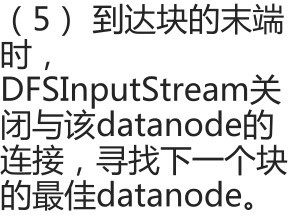 （5） 到达块的末端
时，
DFSInputStream关
闭与该datanode的
连接，寻找下一个块
的最佳datanode。